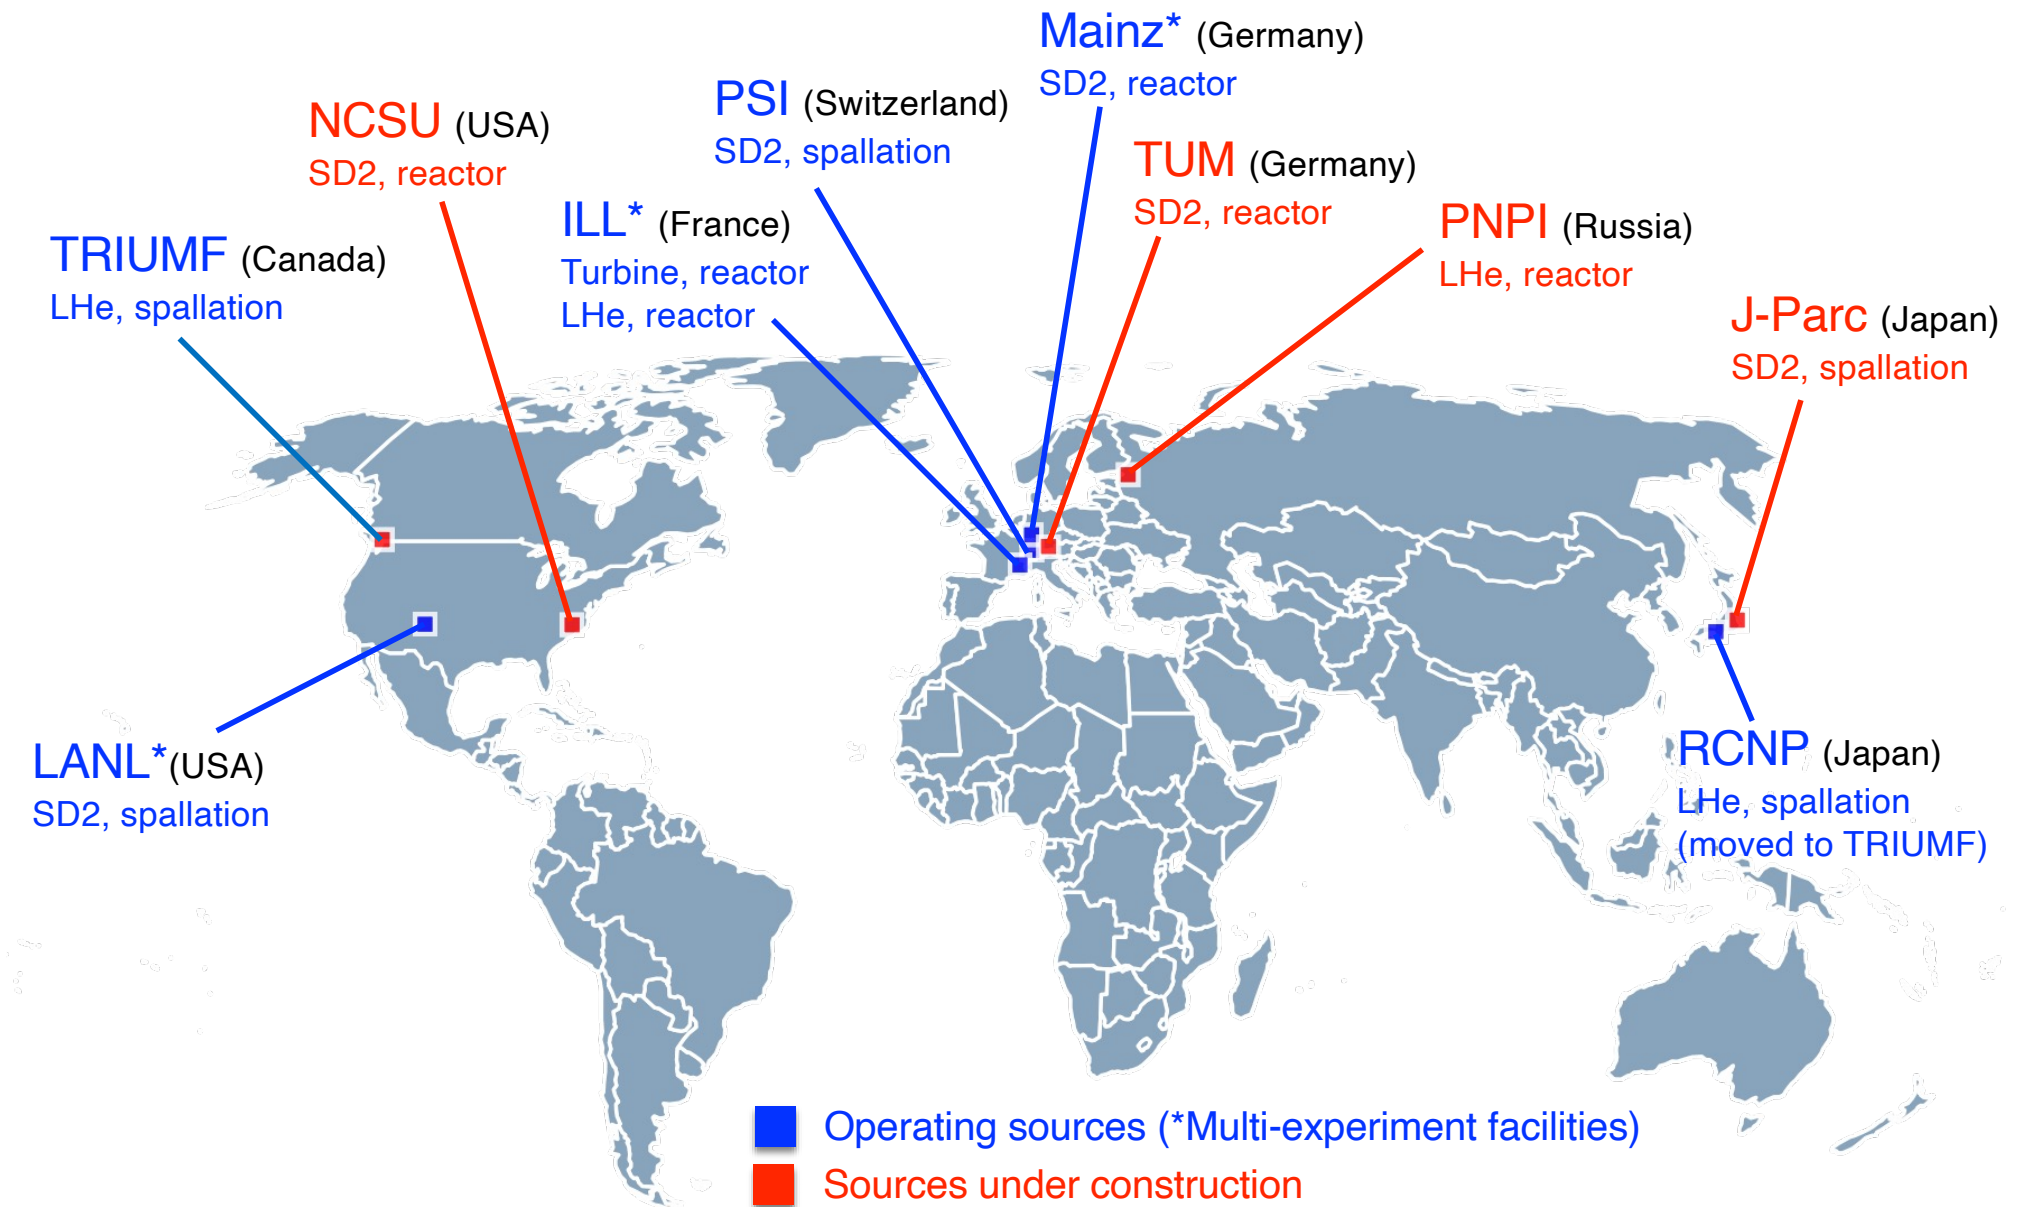 Mainz* (Germany)
SD2, reactor
PSI (Switzerland)
SD2, spallation
NCSU (USA)
SD2, reactor
TUM (Germany)
SD2, reactor
ILL* (France)
Turbine, reactor
LHe, reactor
PNPI (Russia)
LHe, reactor
TRIUMF (Canada)
LHe, spallation
J-Parc (Japan)
SD2, spallation
LANL*(USA)
SD2, spallation
RCNP (Japan)
LHe, spallation
(moved to TRIUMF)
Operating sources (*Multi-experiment facilities)
Sources under construction